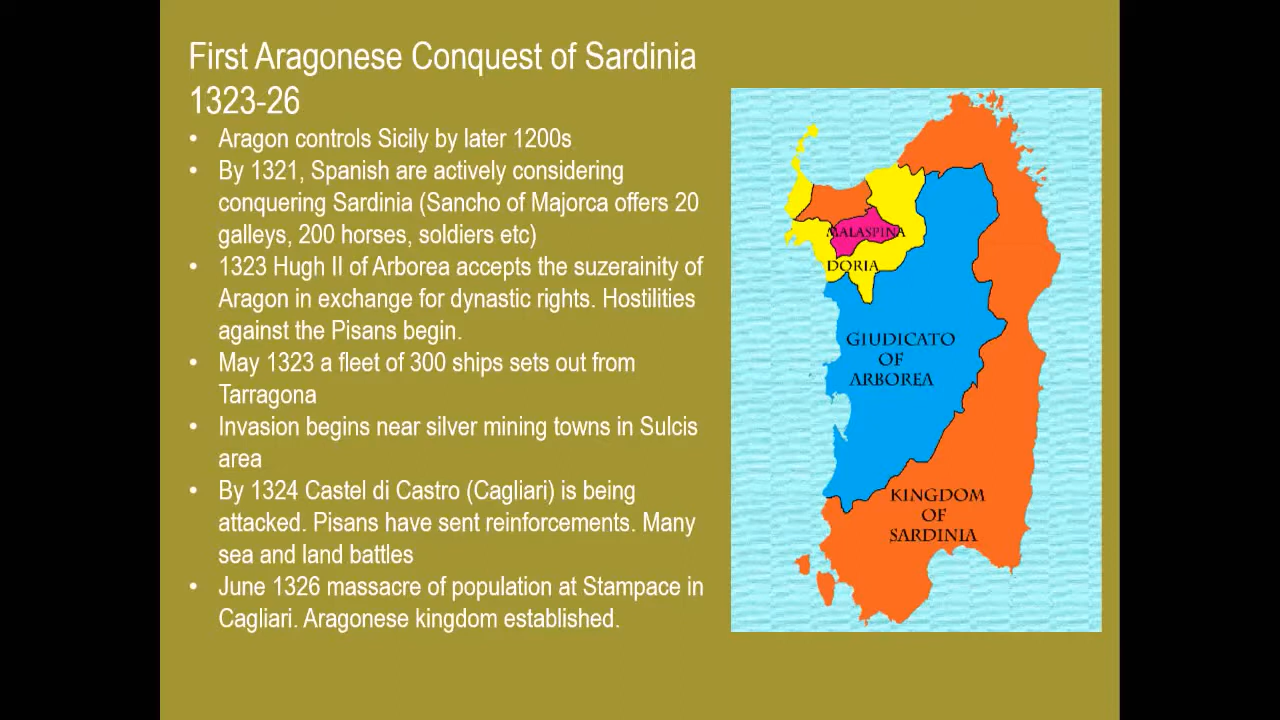 First Aragonese Conquest of Sardinia
1323-26
• Aragon controls Sicily by later 1200s
• By 1321, Spanish are actively considering
conquering Sardinia (Sancho of Majorca offers 20
galleys, 200 horses, soldiers etc)
• 1323 Hugh II of Arborea accepts the suzerainity of
Aragon in exchange for dynastic rights. Hostilities
against the Pisans begin.
• May 1323 a fleet of 300 ships sets out from
Tarragona
• Invasion begins near silver mining towns in Sulcis
area
• By 1324 Castel di Castro (Cagliari) is being
attacked. Pisans have sent reinforcements. Many
sea and land battles
• June 1326 massacre of population at Stampace in
Cagliari. Aragonese kingdom established.
MALASPINA
DORIA
GIUDICATO
OF
ARBOREA
KINGDOM
OF
SARDINIA